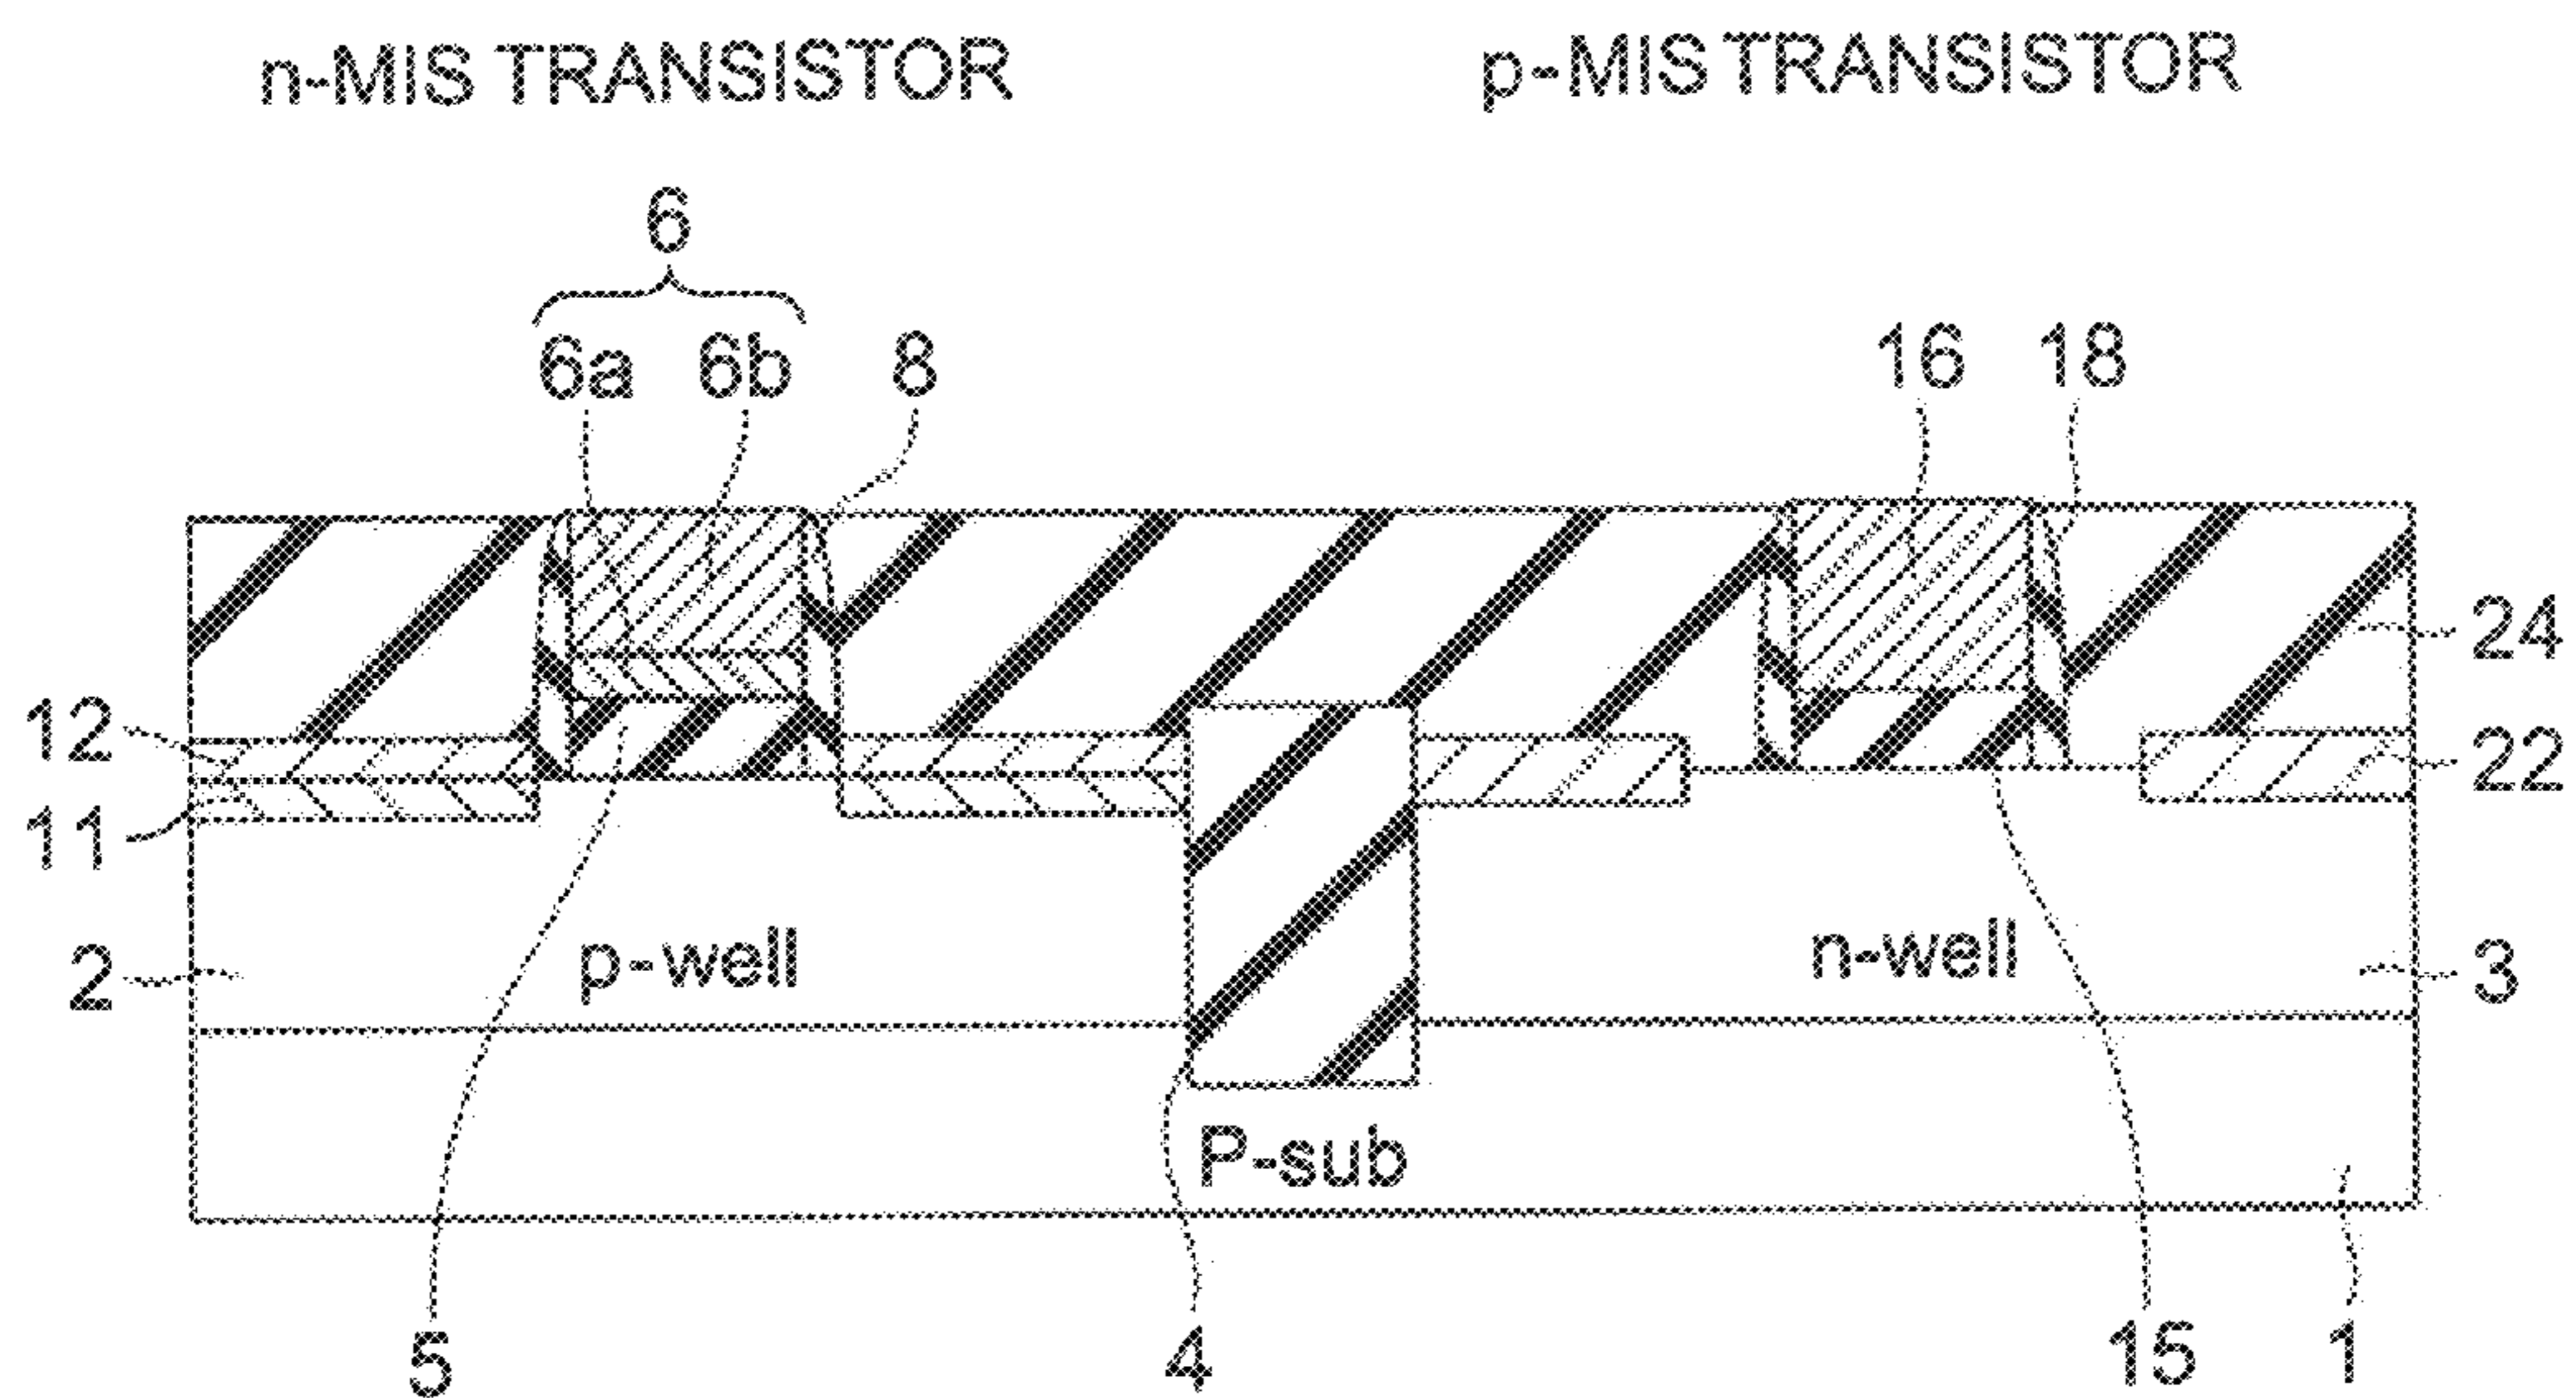 n-MIS TRANSISTOR p-MIS TRANSISTOR
6
6a 6b 8 16 18
24
12 22
11
2 p-well n-well 3
P-sub
5 4 15 1